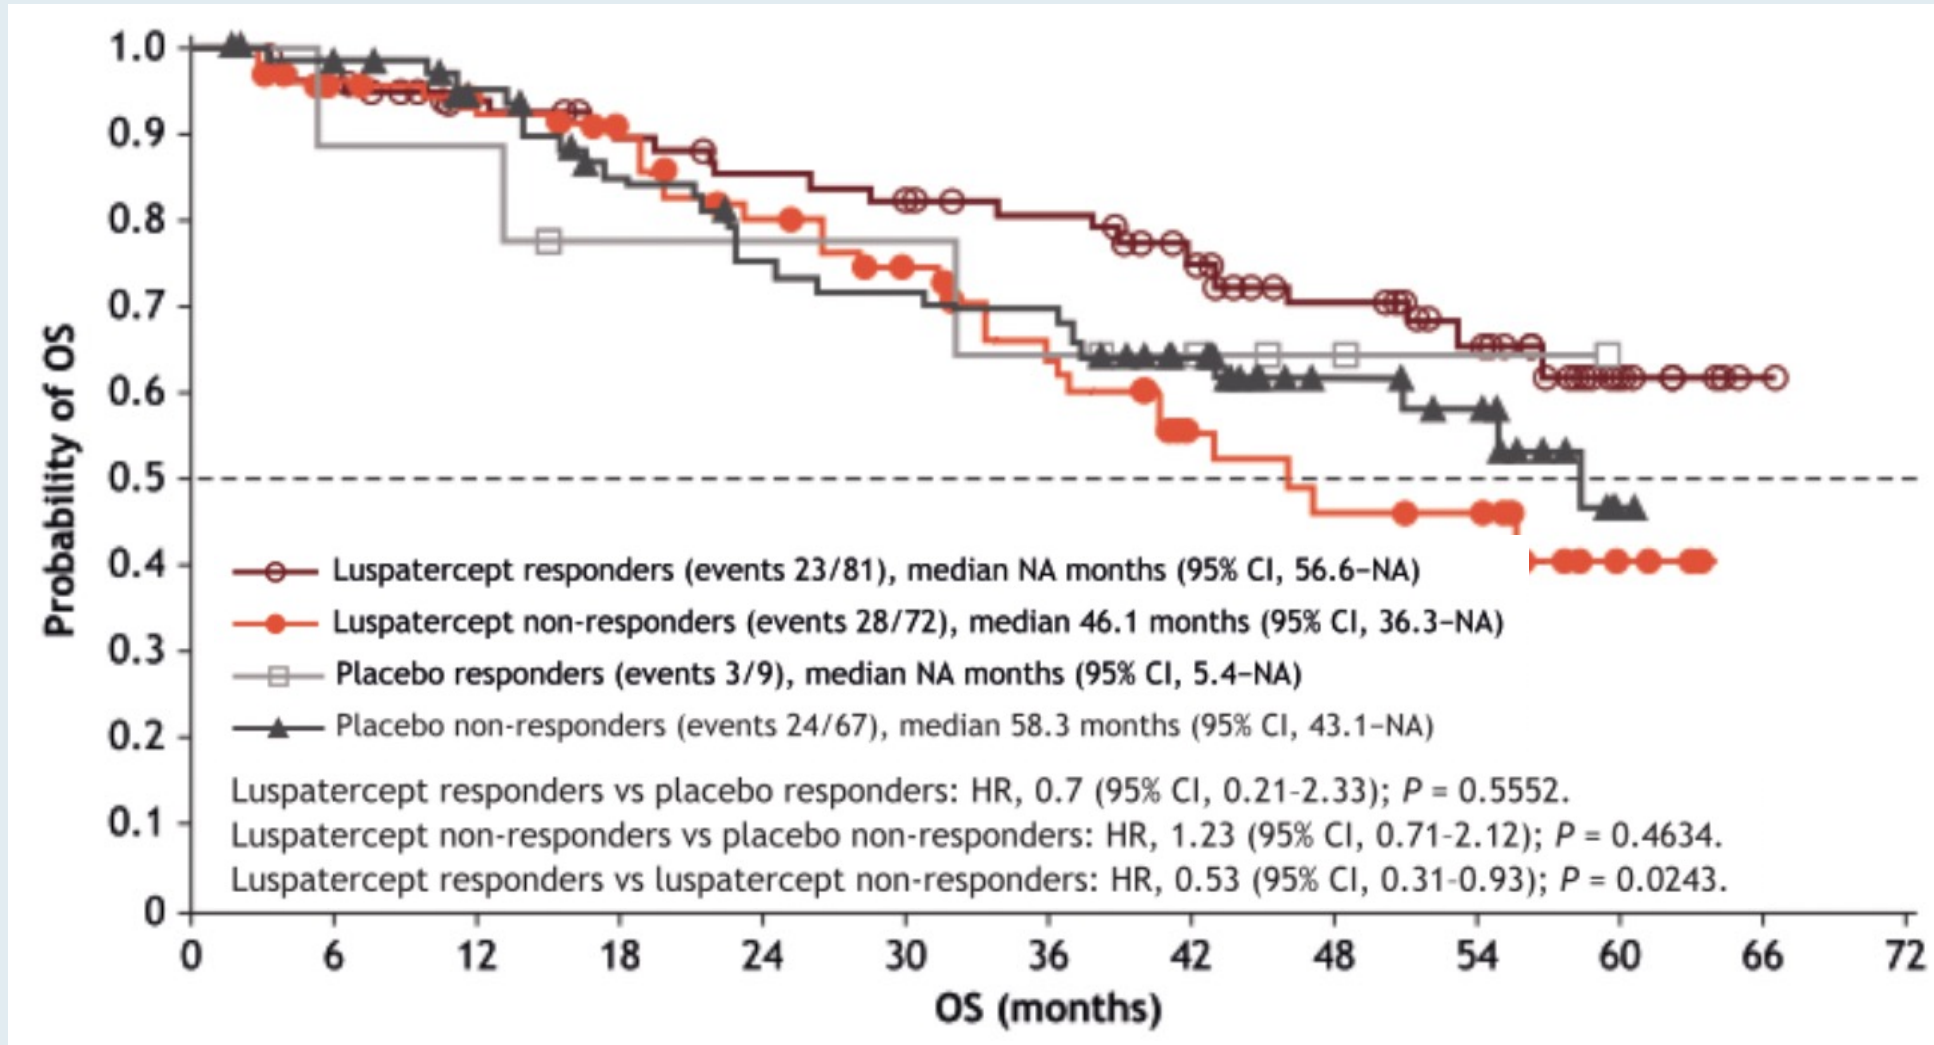 1.0
0.9
0.8
0.7
0.6
0.5
0.4
0.3
0.2
0.1
0
Probability of OS
Luspatercept responders (events 23/81), median NA months (95% CI, 56.6–NA)
Luspatercept non-responders (events 28/72), median 46.1 months (95% CI, 36.3–NA)
Placebo responders (events 3/9), median NA months (95% CI, 5.4–NA)
Placebo non-responders (events 24/67), median 58.3 months (95% CI, 43.1–NA)
Luspatercept responders vs placebo responders: HR, 0.7 (95% CI, 0.21-2.33); P = 0.5552.
Luspatercept non-responders vs placebo non-responders: HR, 1.23 (95% CI, 0.71-2.12); P = 0.4634.
Luspatercept responders vs luspatercept non-responders: HR, 0.53 (95% CI, 0.31-0.93); P = 0.0243.
0 6 12 18 24 30 36 42 48 54 60 66 72
OS (months)